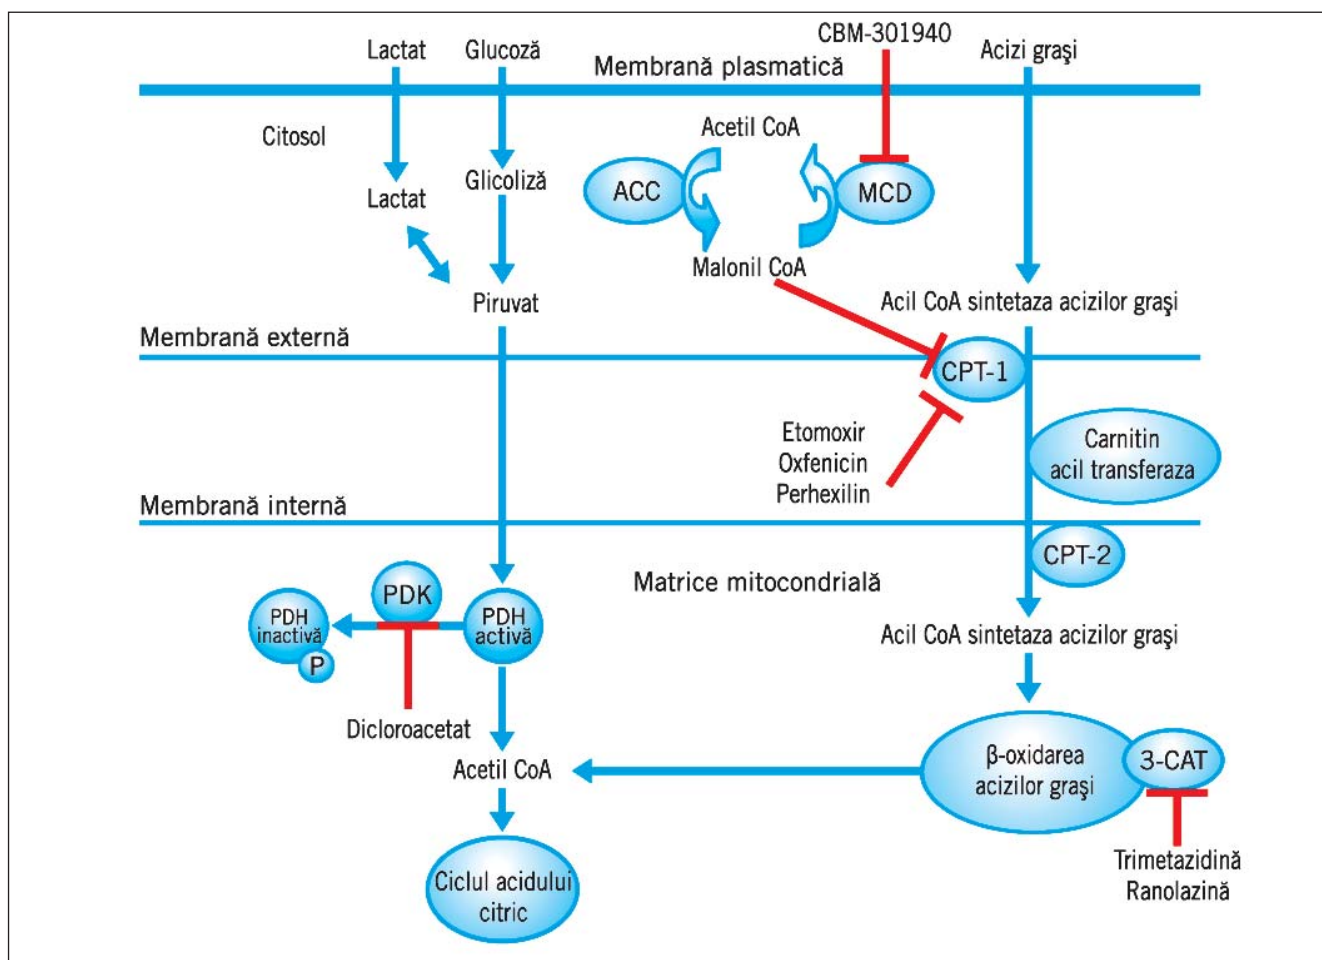 CBM-301940
Lactat
Glucoză
Membrană plasmatică
Acizi graşi
Citosol
Acetil CoA
Lactat
Glicoliză
ACC
MCD
Malonil CoA
Piruvat
Acil CoA sintetaza acizilor graşi
Membrană externă
CPT-1
Etomoxir
Oxfenicin
Perhexilin
Carnitin
acil transferaza
Membrană internă
CPT-2
Matrice mitocondrială
PDK
PDH
inactivă
P
PDH
activă
Acil CoA sintetaza acizilor graşi
Dicloroacetat
Acetil CoA
β-oxidarea
acizilor graşi
3-CAT
Trimetazidină
Ranolazină
Ciclul acidului
citric